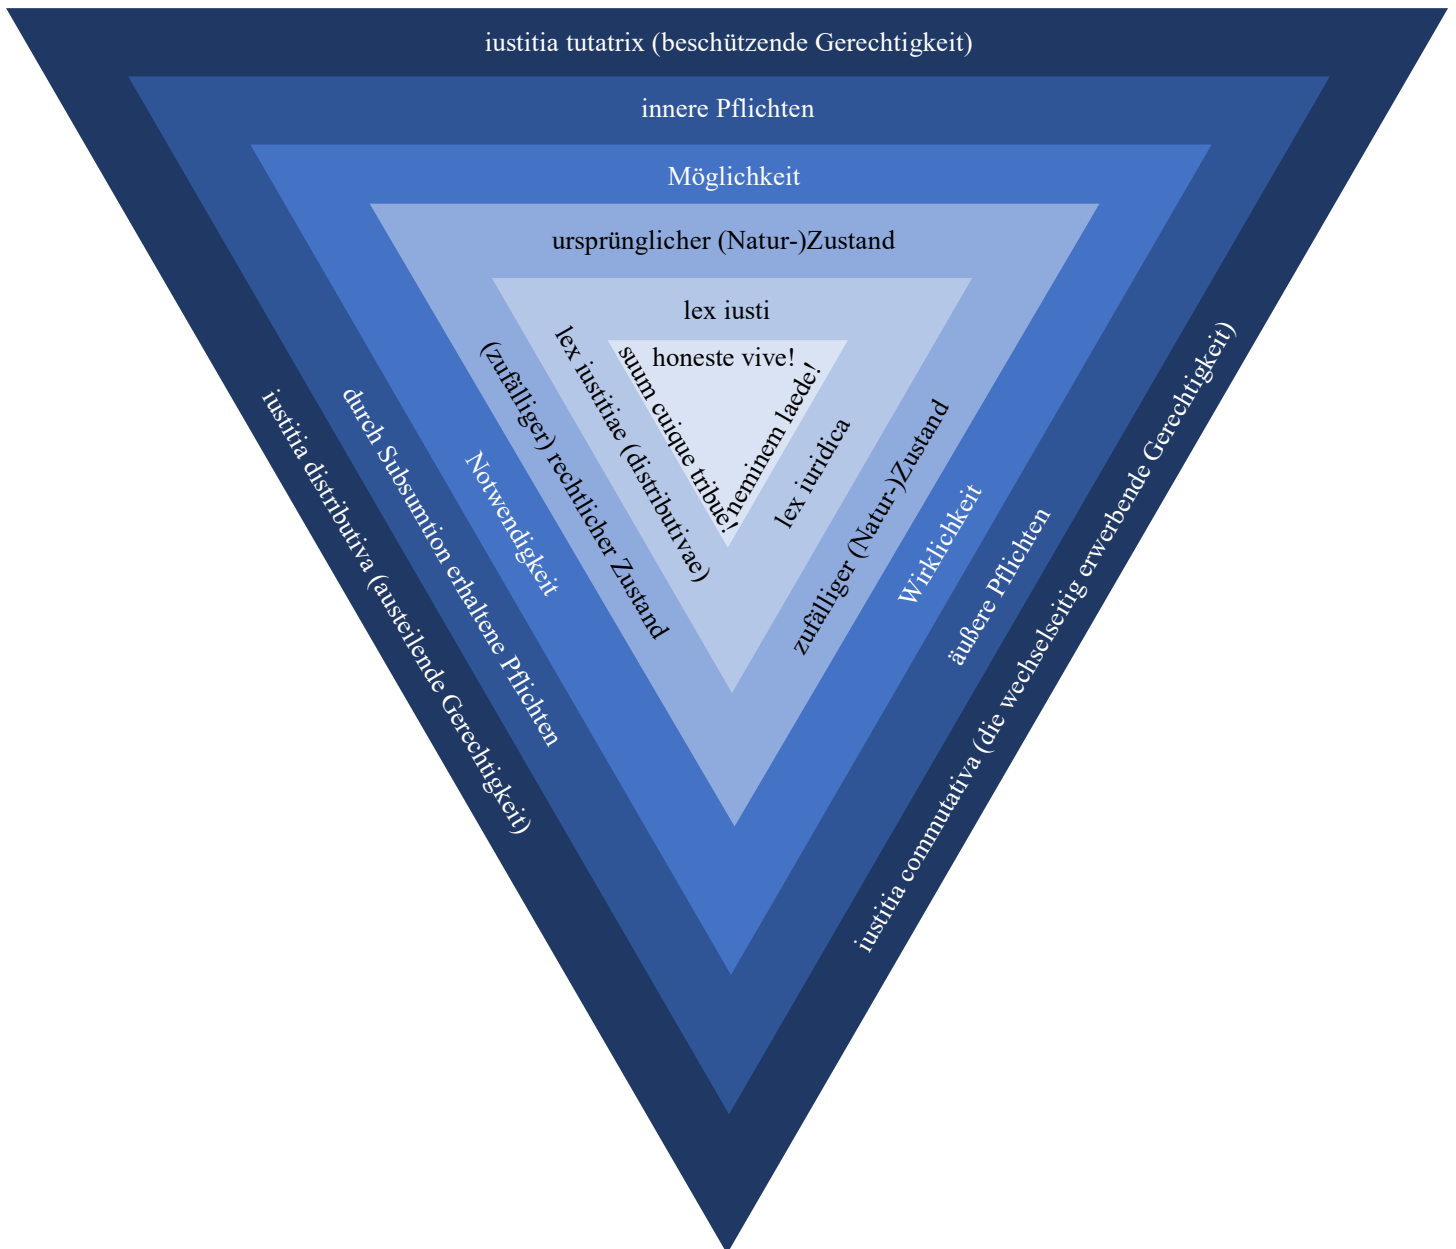 iustitia tutatrix (beschützende Gerechtigkeit)
innere Pflichten
Möglichkeit
ursprünglicher (Natur-)Zustand
lex iusti
honeste vive!
neminem laede!
suum cuique tribue!
lex iuridica
lex iustitiae (distributivae)
zufälliger (Natur-)Zustand
(zufälliger) rechtlicher Zustand
Wirklichkeit
Notwendigkeit
äußere Pflichten
durch Subsumtion erhaltene Pflichten
iustitia commutativa (die wechselseitig erwerbende Gerechtigkeit)
iustitia distributiva (austeilende Gerechtigkeit)